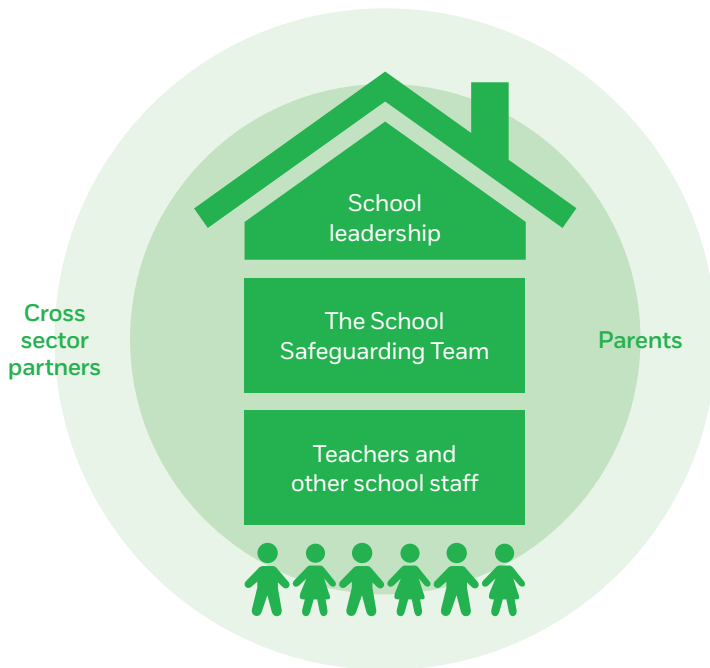 School
leadership
The School
Safeguarding Team
Cross
sector
partners
Parents
Teachers and
other school staff